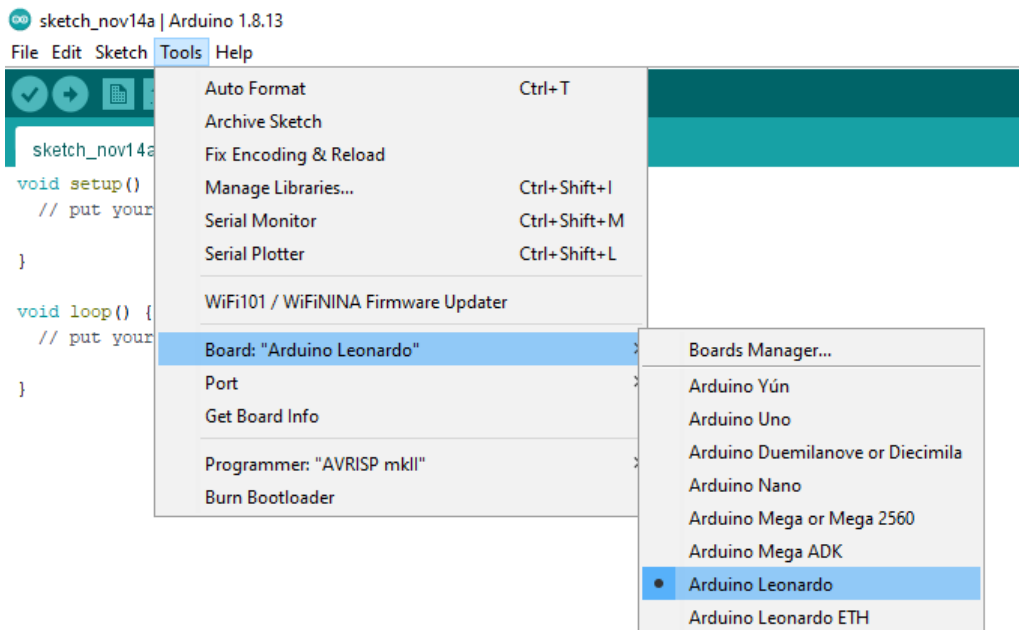 sketch_nov14a | Arduino 1.8.13
File Edit Sketch Tools Help
sketch_nov14a
void setup()
// put your
}
void loop() {
// put your
}
Auto Format Ctrl+T
Archive Sketch
Fix Encoding & Reload
Manage Libraries... Ctrl+Shift+I
Serial Monitor Ctrl+Shift+M
Serial Plotter Ctrl+Shift+L
WiFi101 / WiFiNINA Firmware Updater
Board: "Arduino Leonardo"
Port
Get Board Info
Programmer: "AVRISP mkII"
Burn Bootloader
Boards Manager...
Arduino Yún
Arduino Uno
Arduino Duemilanove or Diecimila
Arduino Nano
Arduino Mega or Mega 2560
Arduino Mega ADK
Arduino Leonardo
Arduino Leonardo ETH